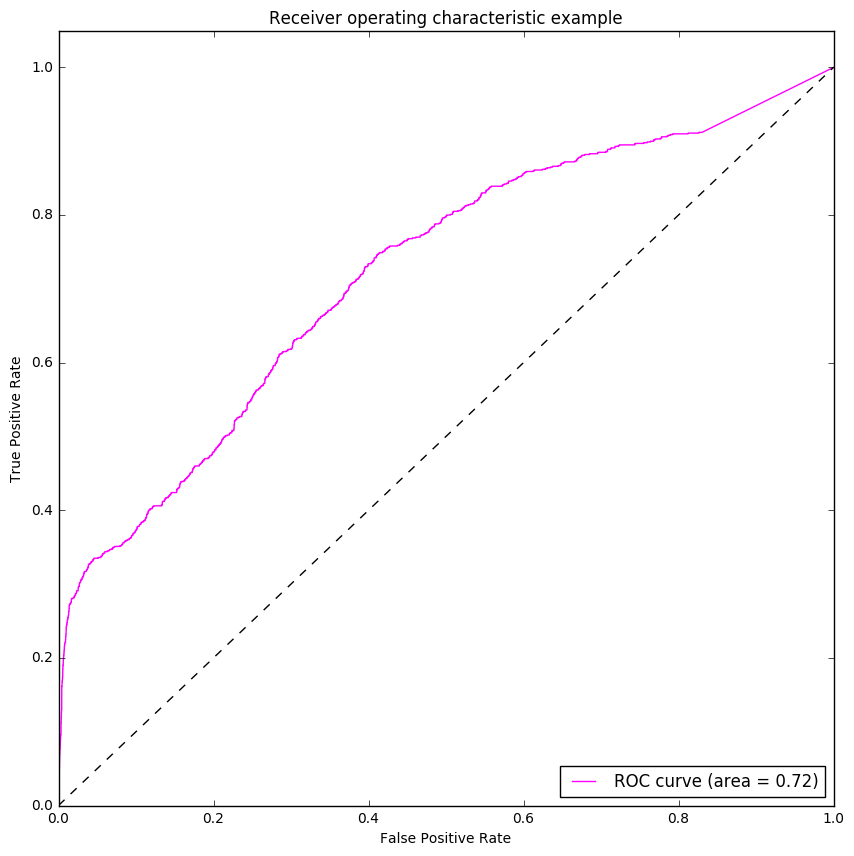 Receiver operating characteristic example
1.0
0.8
0.6
0.4
0.2
0.0
True Positive Rate
ROC curve (area = 0.72)
0.0 0.2 0.4 0.6 0.8 1.0
False Positive Rate